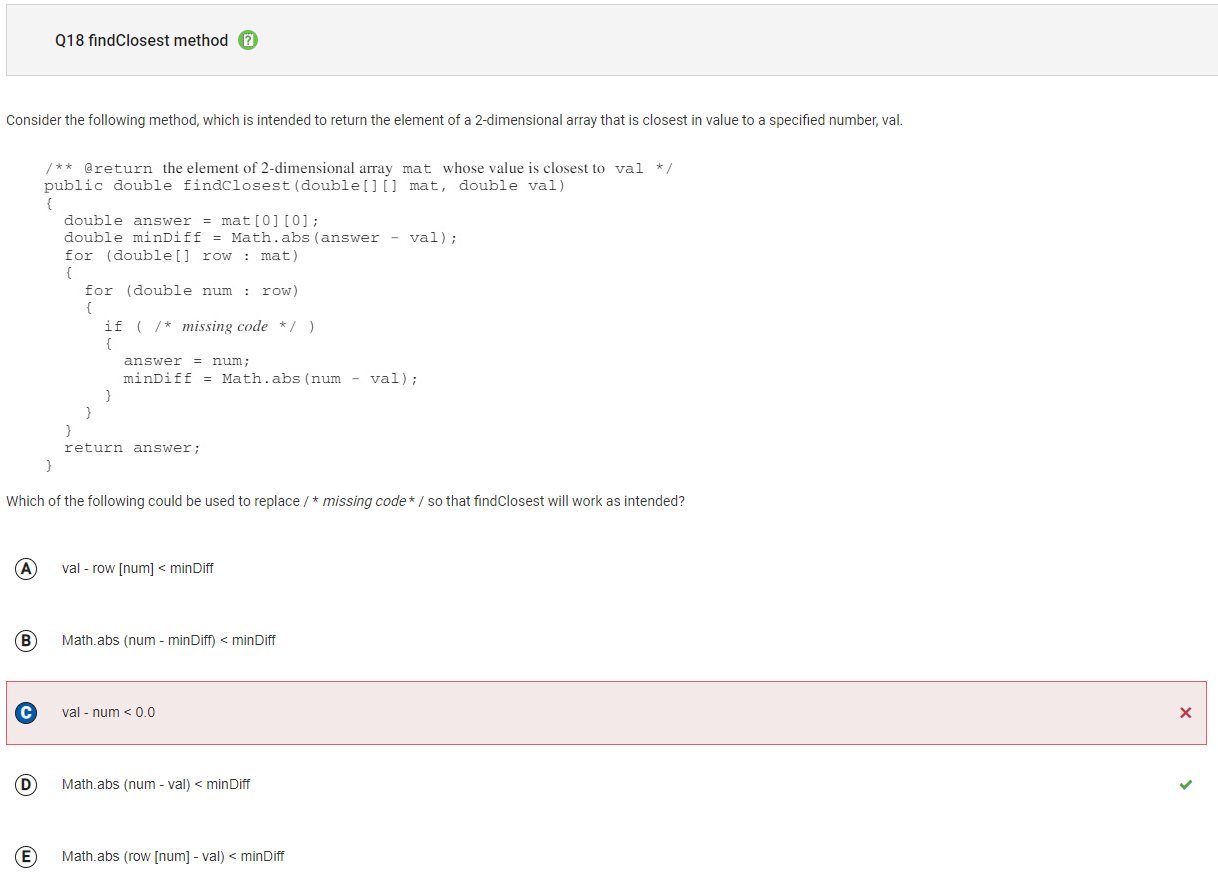 Q18 findClosest method
Consider the following method, which is intended to return the element of a 2-dimensional array that is closest in value to a specified number, val.
/** @return the element of 2-dimensional array mat whose value is closest to val */
public double findClosest(double[][] mat, double val)
{
double answer = mat[0][0];
double minDiff = Math.abs(answer - val);
for (double[] row : mat)
{
for (double num : row)
{
if ( /* missing code */ )
{
answer = num;
minDiff = Math.abs(num - val);
}
}
}
return answer;
}
Which of the following could be used to replace / * missing code * / so that findClosest will work as intended?
A val - row [num] < minDiff
B Math.abs (num - minDiff) < minDiff
C val - num < 0.0
D Math.abs (num - val) < minDiff
E Math.abs (row [num] - val) < minDiff